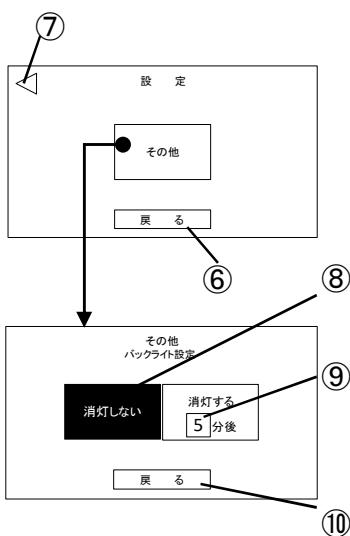 ⑦
設 定
その他
戻 る
⑥
⑧
その他
バックライト設定
消灯しない
消灯する
5 分後
⑨
戻 る
⑩